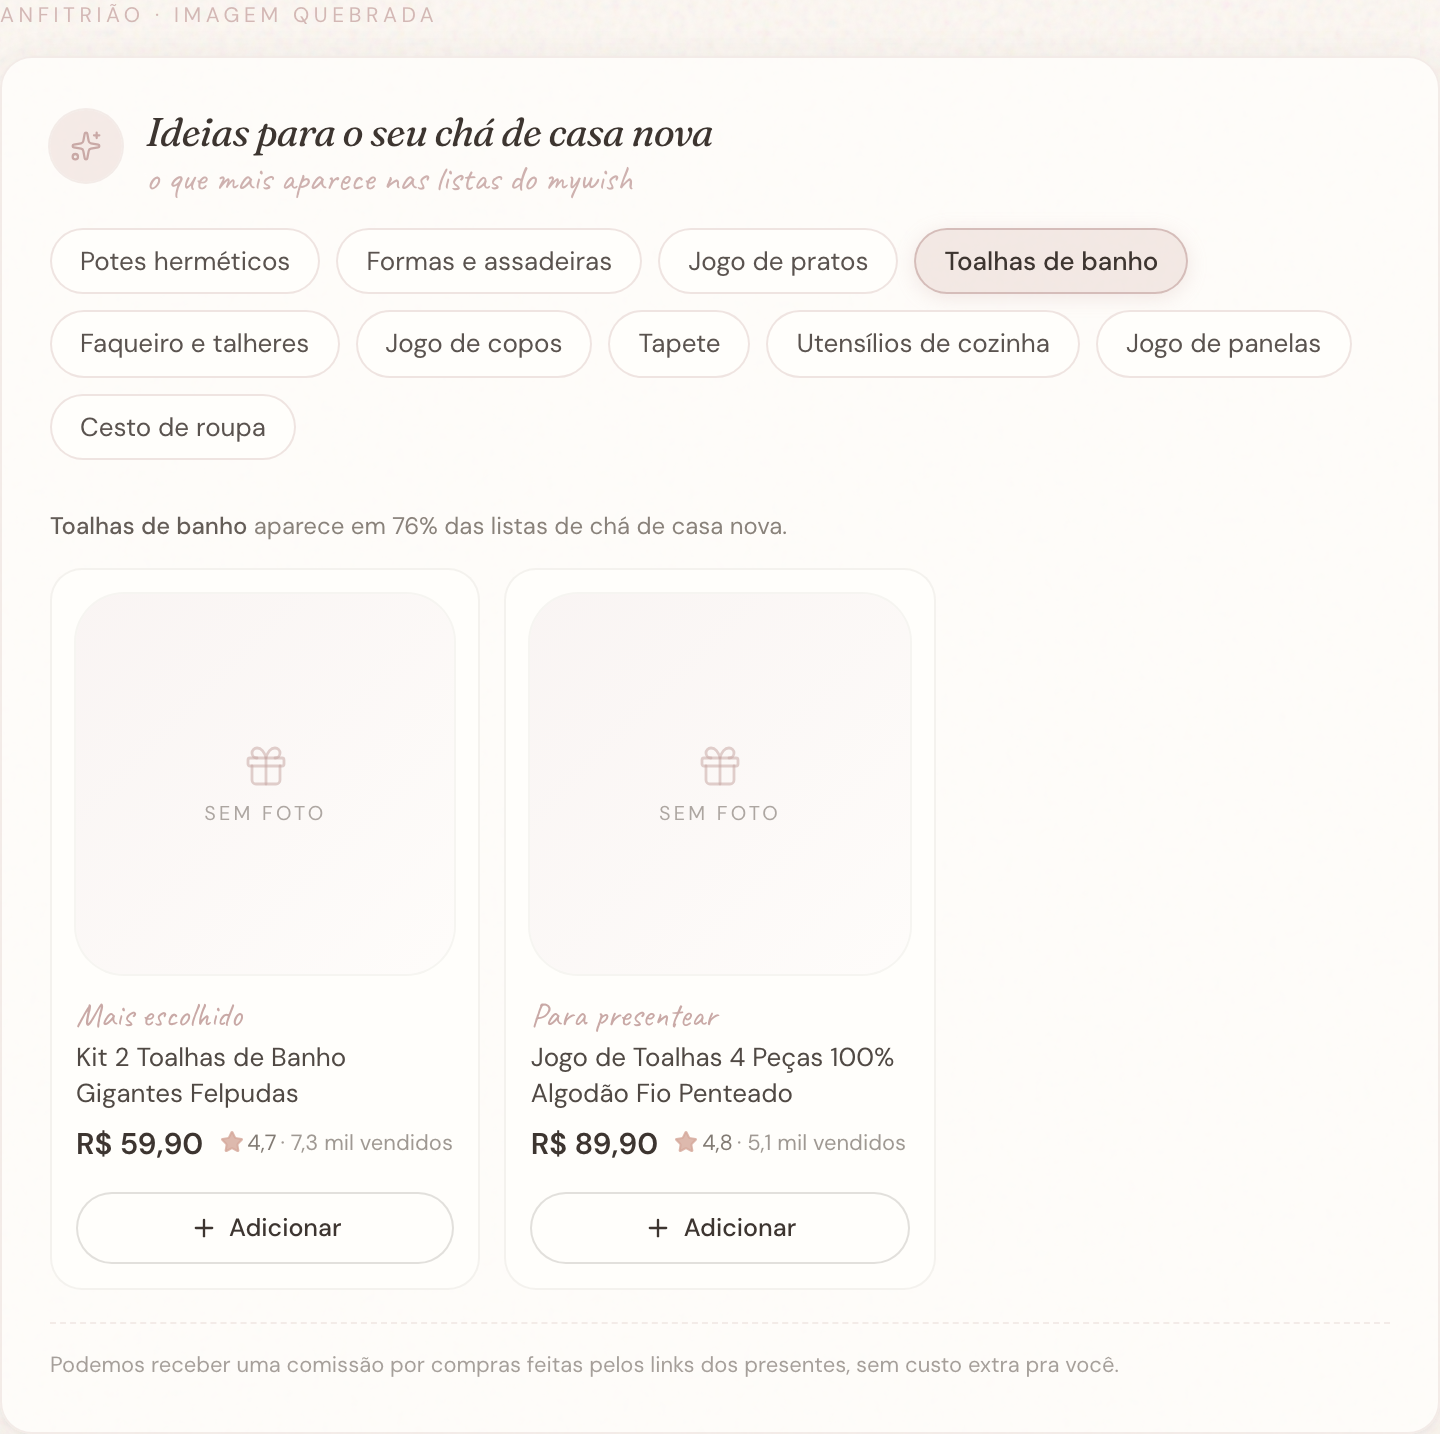 ANFITRIÃO · IMAGEM QUEBRADA
Ideias para o seu chá de casa nova
o que mais aparece nas listas do mywish
Potes herméticos
Formas e assadeiras
Jogo de pratos
Toalhas de banho
Faqueiro e talheres
Jogo de copos
Tapete
Utensílios de cozinha
Jogo de panelas
Cesto de roupa
Toalhas de banho aparece em 76% das listas de chá de casa nova.
SEM FOTO
Mais escolhido
Kit 2 Toalhas de Banho
Gigantes Felpudas
R$ 59,90 4,7 · 7,3 mil vendidos
+ Adicionar
SEM FOTO
Para presentear
Jogo de Toalhas 4 Peças 100%
Algodão Fio Penteado
R$ 89,90 4,8 · 5,1 mil vendidos
+ Adicionar
Podemos receber uma comissão por compras feitas pelos links dos presentes, sem custo extra pra você.